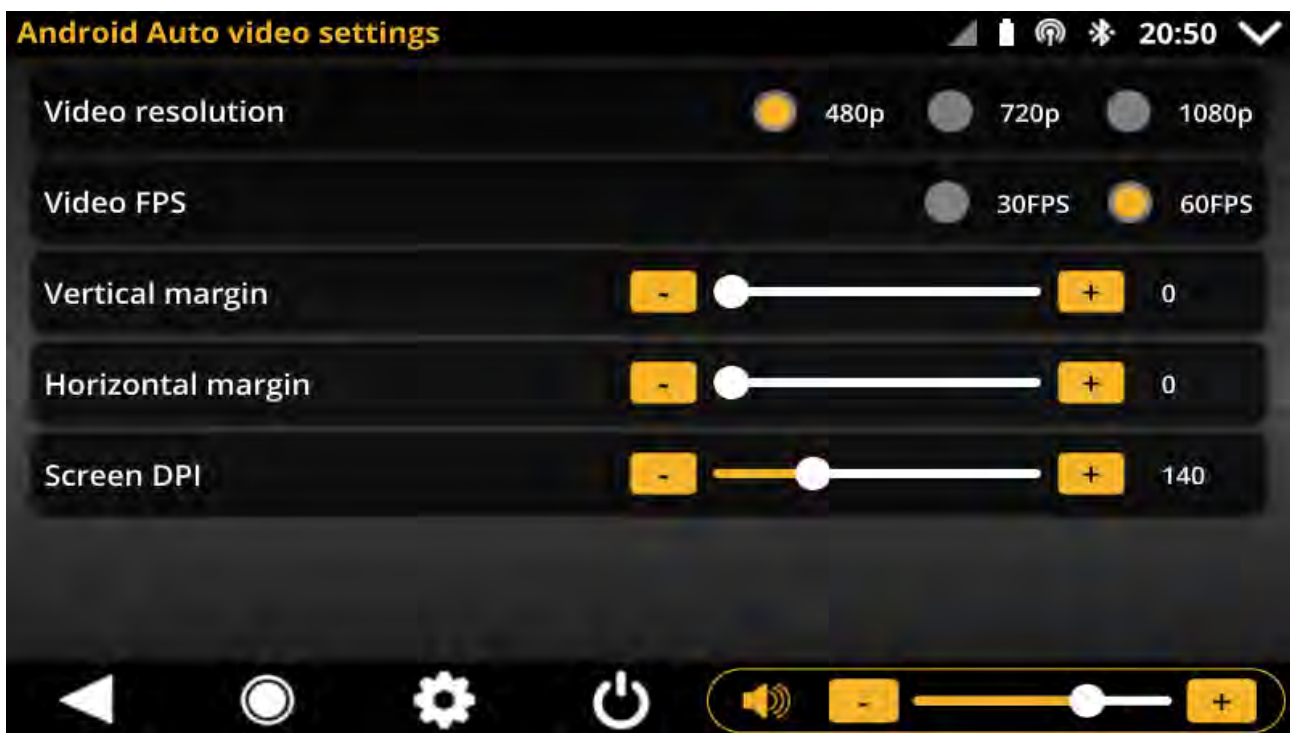 Android Auto video settings 20:50
Video resolution 480p 720p 1080p
Video FPS 30FPS 60FPS
Vertical margin - + 0
Horizontal margin - + 0
Screen DPI - + 140
- +